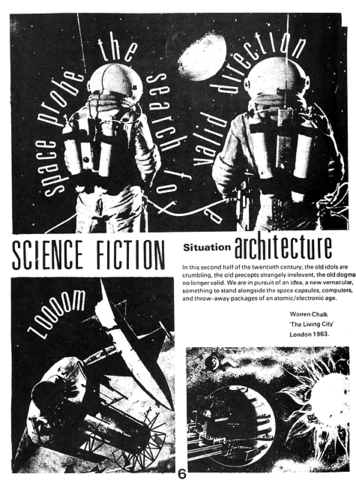 space probe the search for
a valid direction
SCIENCE FICTION
Situation architecture
In this second half of the twentieth century, the old idols are
crumbling, the old precepts strangely irrelevant, the old dogma
no longer valid. We are in pursuit of an idea, a new vernacular,
something to stand alongside the space capsules, computers,
and throw-away packages of an atomic/electronic age.
Warren Chalk
'The Living City'
London 1963.
10000m
6